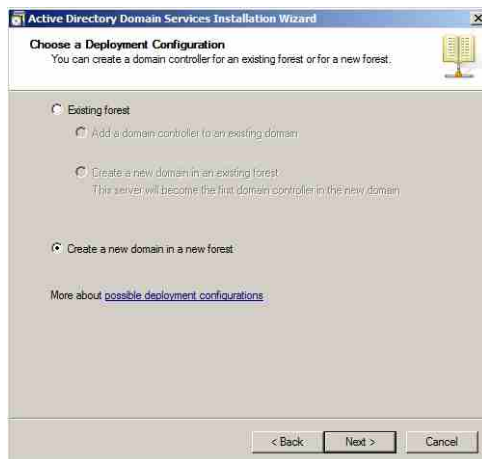 Active Directory Domain Services Installation Wizard
Choose a Deployment Configuration
You can create a domain controller for an existing forest or for a new forest.
Existing forest
Add a domain controller to an existing domain
Create a new domain in an existing forest
This server will become the first domain controller in the new domain
Create a new domain in a new forest
More about possible deployment configurations
< Back Next > Cancel